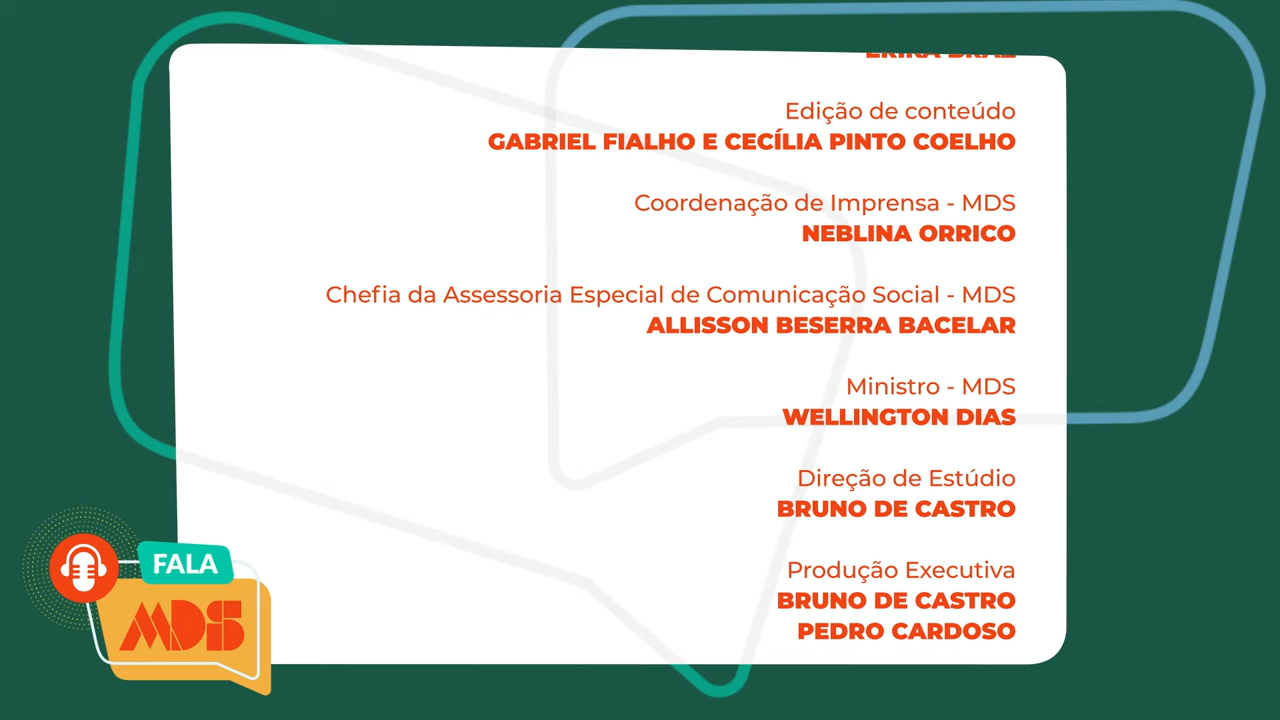 Edição de conteúdo
GABRIEL FIALHO E CECÍLIA PINTO COELHO
Coordenação de Imprensa - MDS
NEBLINA ORRICO
Chefia da Assessoria Especial de Comunicação Social - MDS
ALLISSON BESERRA BACELAR
Ministro - MDS
WELLINGTON DIAS
Direção de Estúdio
BRUNO DE CASTRO
Produção Executiva
BRUNO DE CASTRO
PEDRO CARDOSO
FALA
MDS